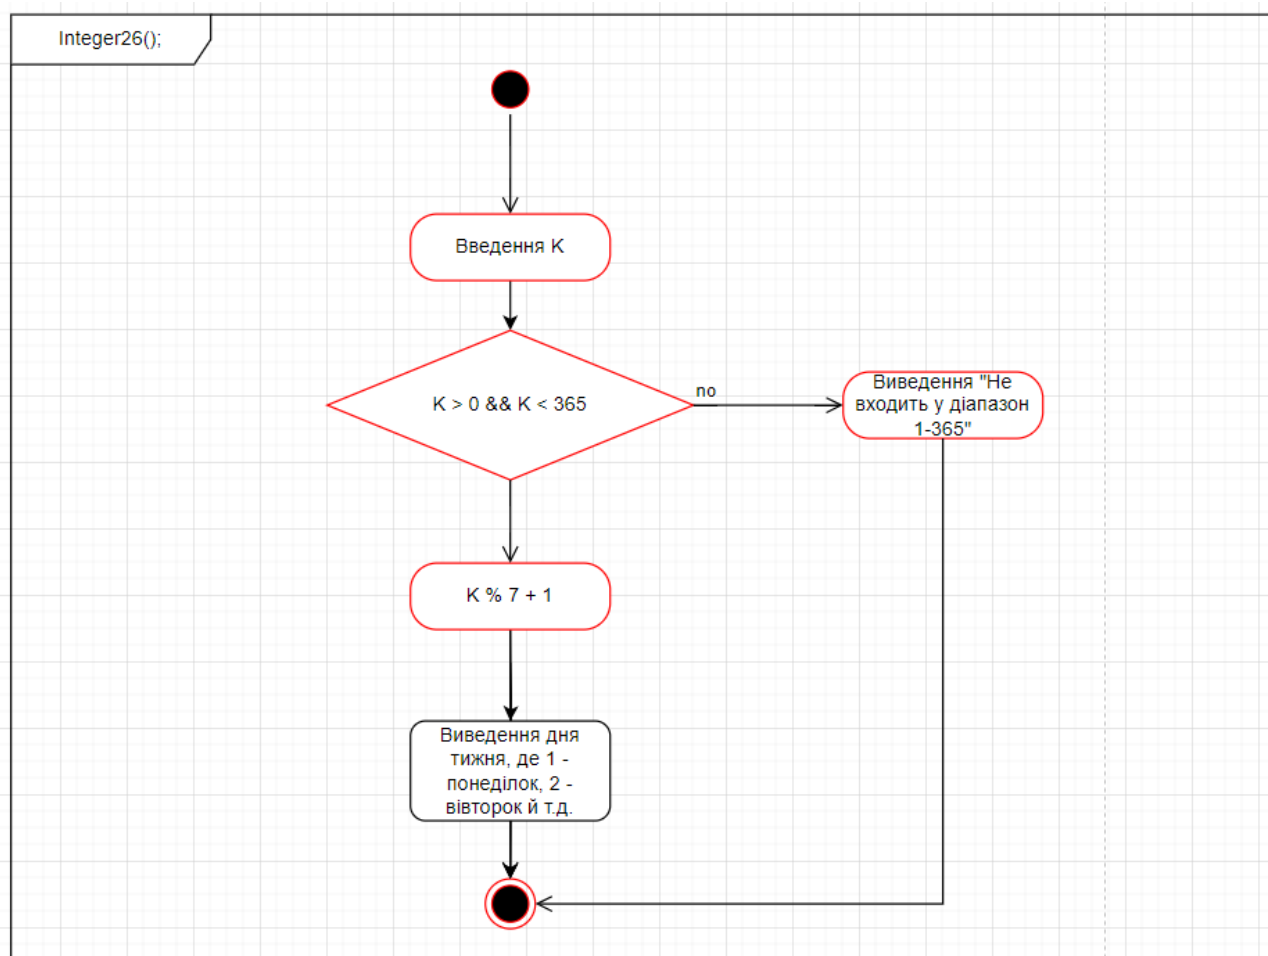 Integer26();
Введення К
K > 0 && K < 365
no
Виведення "Не
входить у діапазон
1-365"
K % 7 + 1
Виведення дня
тижня, де 1 -
понеділок, 2 -
вівторок й т.д.